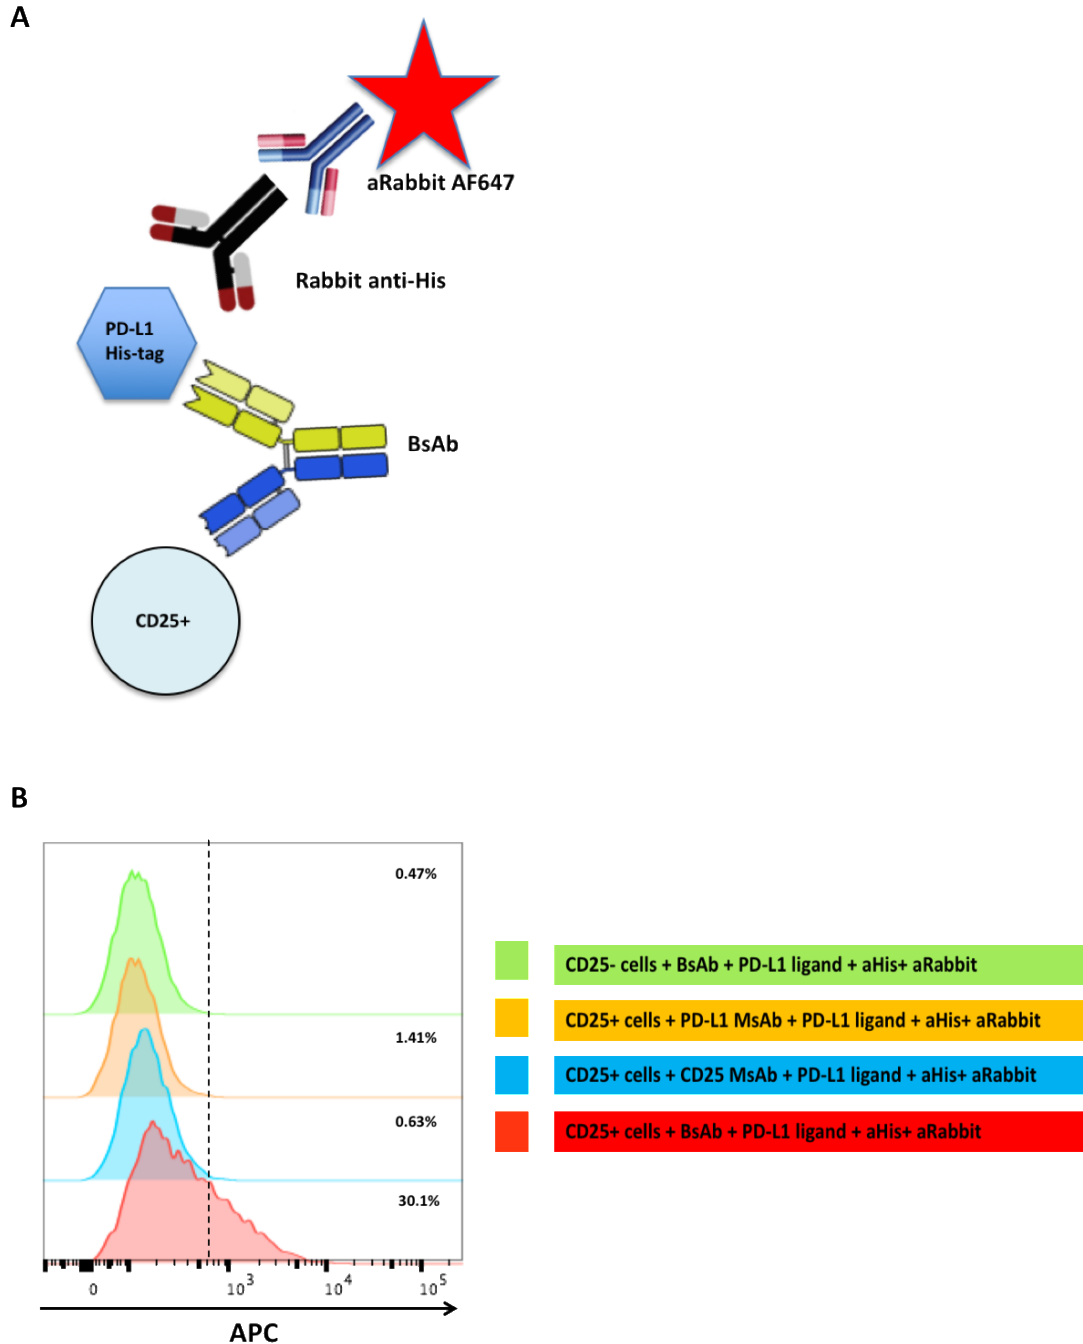 A
aRabbit AF647
Rabbit anti-His
PD-L1
His-tag
BsAb
CD25+
B
0.47%
1.41%
0.63%
30.1%
0
10^3
10^4
10^5
APC
CD25- cells + BsAb + PD-L1 ligand + aHis+ aRabbit
CD25+ cells + PD-L1 MsAb + PD-L1 ligand + aHis+ aRabbit
CD25+ cells + CD25 MsAb + PD-L1 ligand + aHis+ aRabbit
CD25+ cells + BsAb + PD-L1 ligand + aHis+ aRabbit